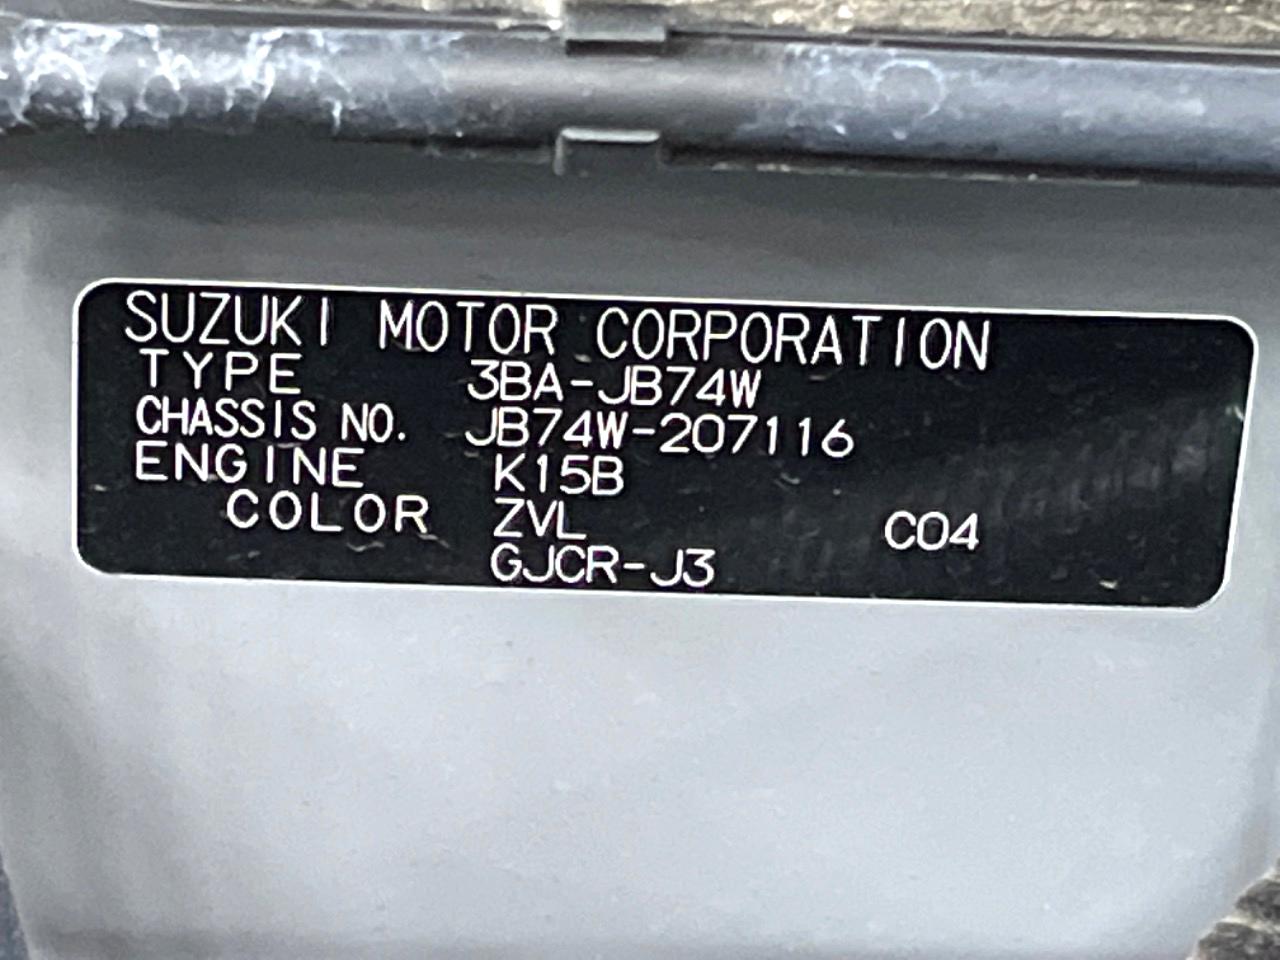 SUZUKI MOTOR CORPORATION
TYPE 3BA-JB74W
CHASSIS NO. JB74W-207116
ENGINE K15B
COLOR ZVL C04
GJCR-J3